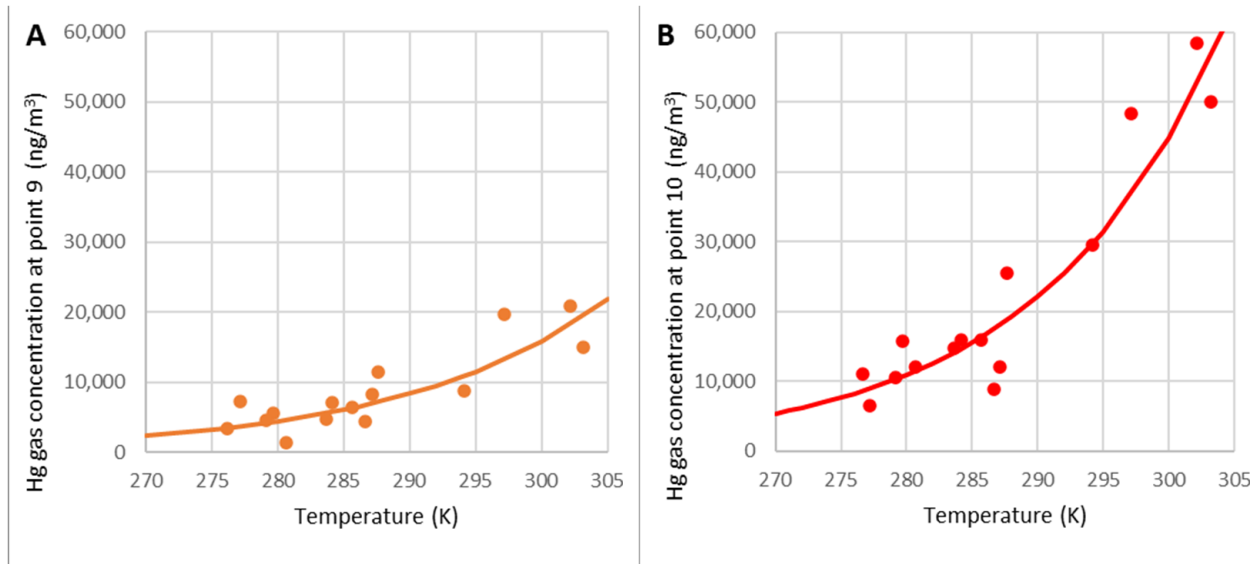 A
Hg gas concentration at point 9 (ng/m³)
60,000
50,000
40,000
30,000
20,000
10,000
0
270 275 280 285 290 295 300 305
Temperature (K)
B
Hg gas concentration at point 10 (ng/m³)
60,000
50,000
40,000
30,000
20,000
10,000
0
270 275 280 285 290 295 300 305
Temperature (K)